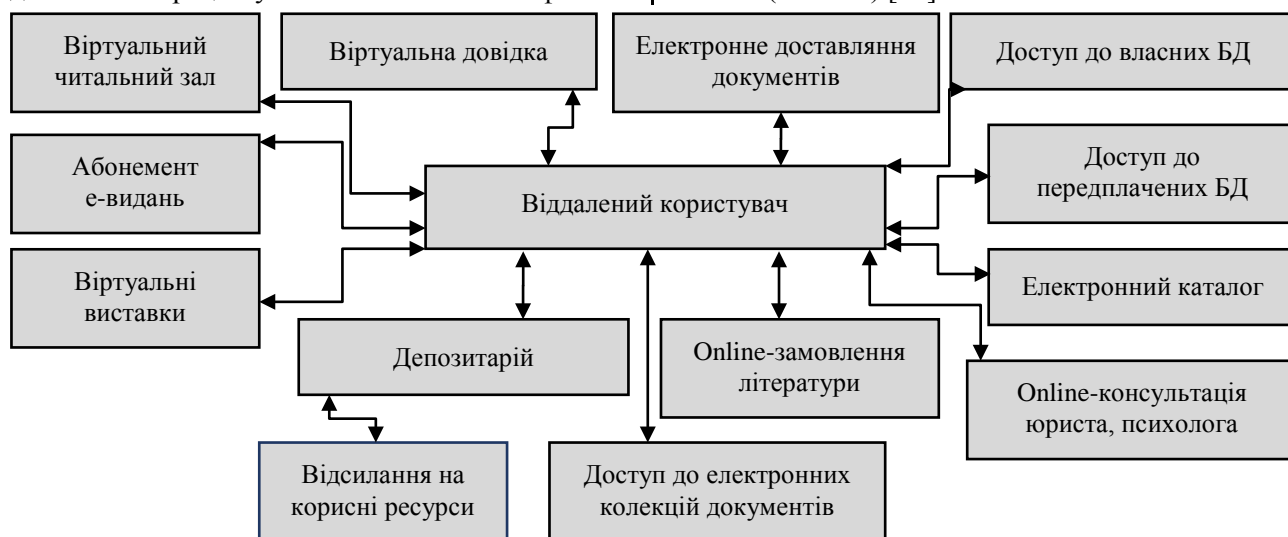 Віртуальний
читальний зал
Віртуальна довідка
Електронне доставляння
документів
Доступ до власних БД
Абонемент
е-видань
Доступ до
передплачених БД
Віддалений користувач
Віртуальні
виставки
Електронний каталог
Депозитарій
Online-замовлення
літератури
Online-консультація
юриста, психолога
Відсилання на
корисні ресурси
Доступ до електронних
колекцій документів